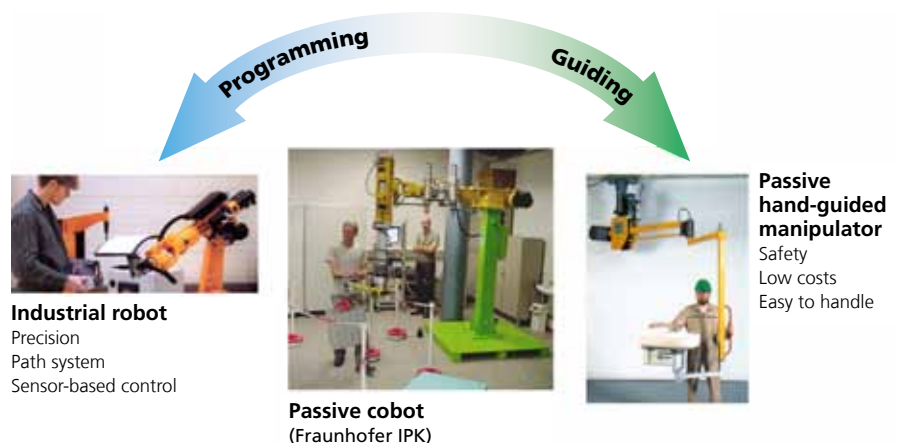 Programming
Guiding
Industrial robot
Precision
Path system
Sensor-based control
Passive cobot
(Fraunhofer IPK)
Passive
hand-guided
manipulator
Safety
Low costs
Easy to handle